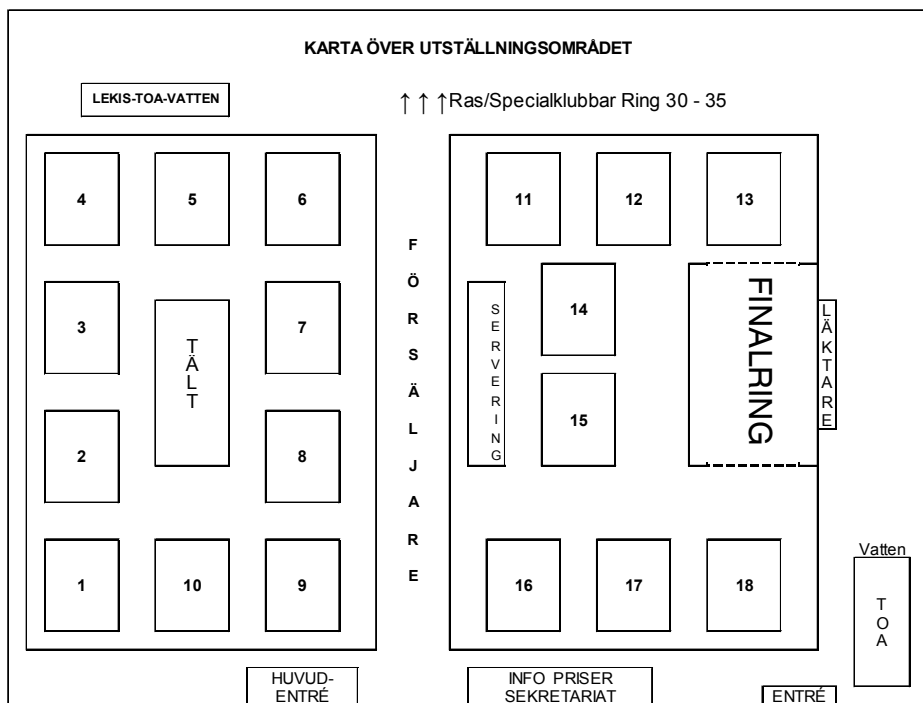 KARTA ÖVER UTSTÄLLNINGSOMRÅDET
LEKIS-TOA-VATTEN
↑ ↑ ↑Ras/Specialklubbar Ring 30 - 35
4
5
6
3
TÄLT
7
2
8
1
10
9
FÖRSÄLJARE
11
12
13
SERVERING
14
15
FINALRING
LÄKTARE
16
17
18
Vatten
TOA
HUVUD-
ENTRÉ
INFO PRISER
SEKRETARIAT
ENTRÉ